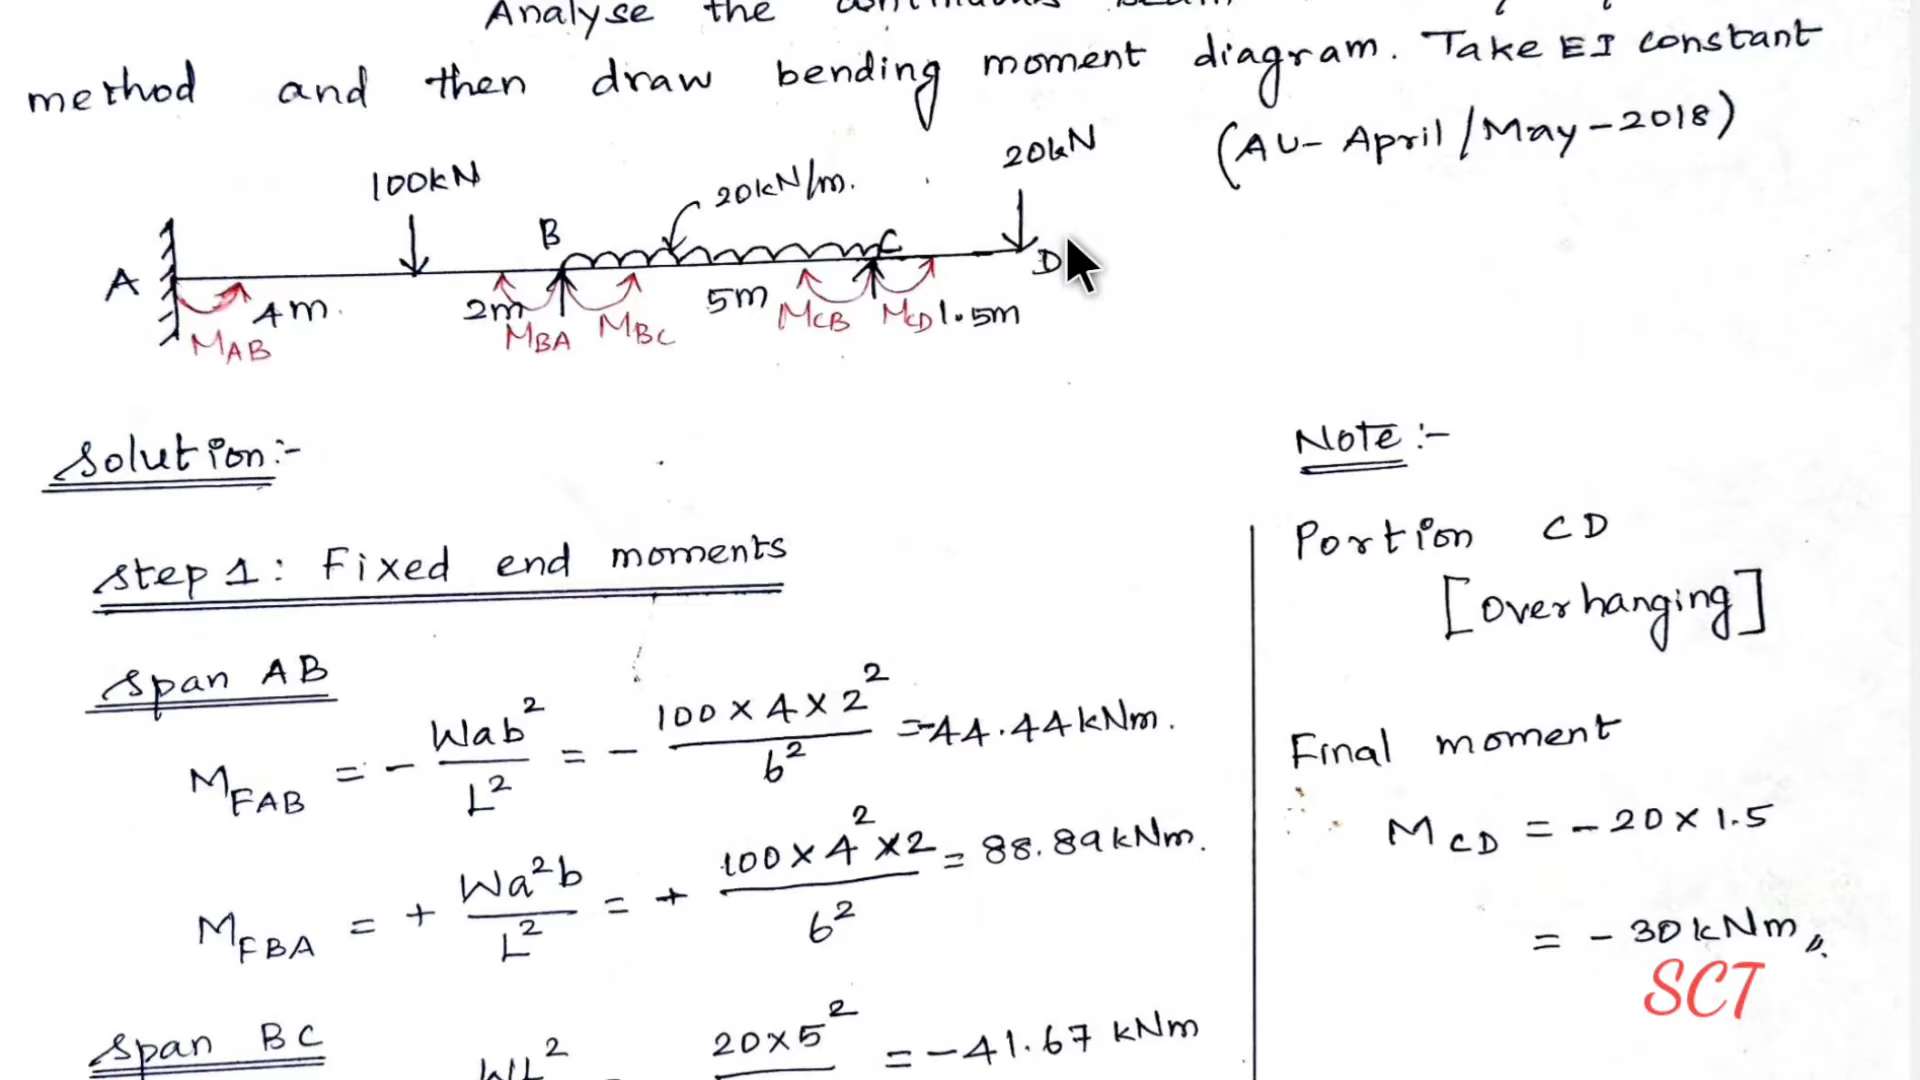 Analyse the continuous beam
method and then draw bending moment diagram. Take EI constant
(AU- April/May-2018)
100kN
20kN/m.
20kN
A
B
C
D
4m.
2m
5m
1.5m
MAB
MBA
MBC
MCB
MCD
Solution:-
Step 1: Fixed end moments
Span AB
MFAB = - Wab²/L² = - 100×4×2²/6² = -44.44kNm.
MFBA = + Wa²b/L² = + 100×4²×2/6² = 88.89kNm.
Span BC
WL² 20×5² = -41.67 kNm
Note:-
Portion CD
[Overhanging]
Final moment
MCD = -20×1.5
= -30kNm
SCT